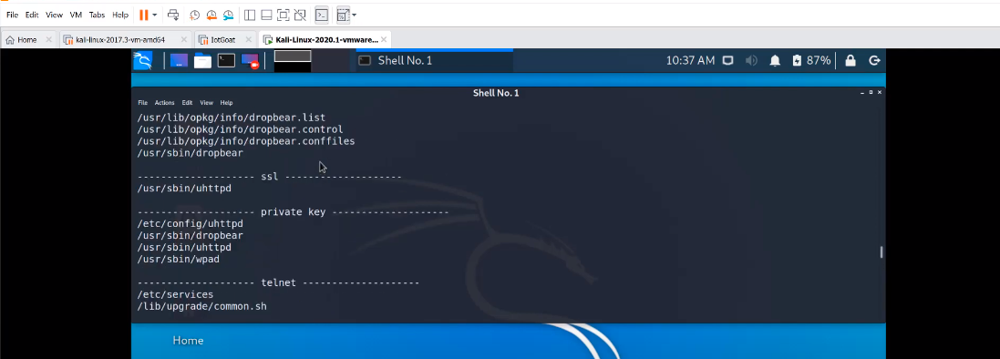 File Edit View VM Tabs Help
Home kali-linux-2017.3-vm-amd64 IotGoat Kali-Linux-2020.1-vmware...
Shell No. 1 10:37 AM 87%
Shell No. 1
File Actions Edit View Help
/usr/lib/opkg/info/dropbear.list
/usr/lib/opkg/info/dropbear.control
/usr/lib/opkg/info/dropbear.conffiles
/usr/sbin/dropbear
-------------------- ssl --------------------
/usr/sbin/uhttpd
-------------------- private key --------------------
/etc/config/uhttpd
/usr/sbin/dropbear
/usr/sbin/uhttpd
/usr/sbin/wpad
-------------------- telnet --------------------
/etc/services
/lib/upgrade/common.sh
Home